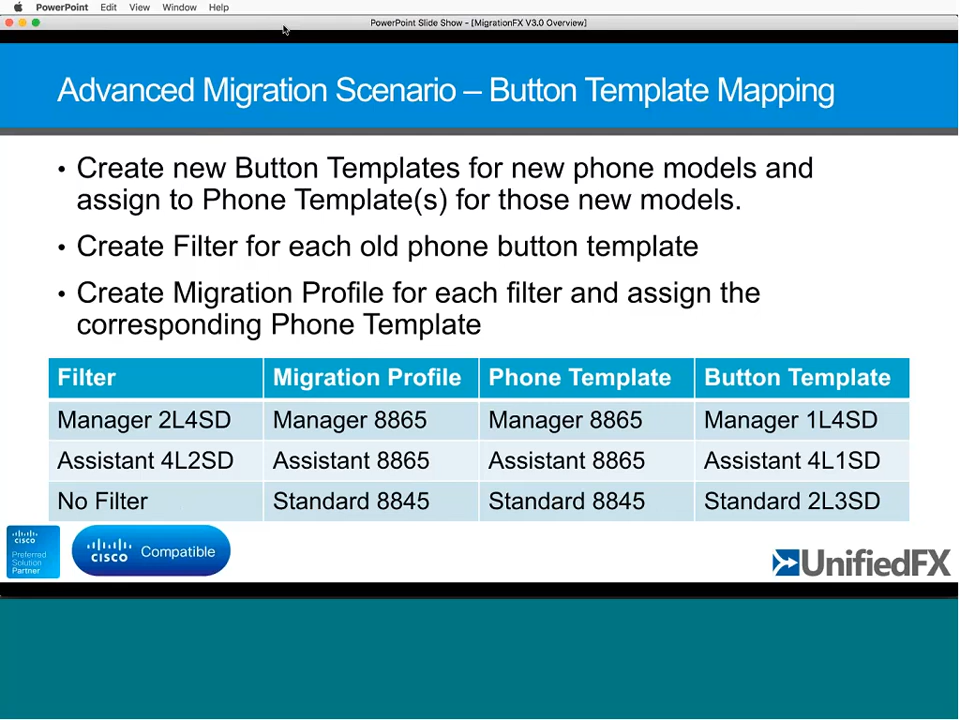 PowerPoint Edit View Window Help
PowerPoint Slide Show - [MigrationFX V3.0 Overview]
Advanced Migration Scenario – Button Template Mapping
• Create new Button Templates for new phone models and
assign to Phone Template(s) for those new models.
• Create Filter for each old phone button template
• Create Migration Profile for each filter and assign the
corresponding Phone Template
Filter Migration Profile Phone Template Button Template
Manager 2L4SD Manager 8865 Manager 8865 Manager 1L4SD
Assistant 4L2SD Assistant 8865 Assistant 8865 Assistant 4L1SD
No Filter Standard 8845 Standard 8845 Standard 2L3SD
CISCO
Preferred
Solution
Partner
CISCO Compatible
UnifiedFX